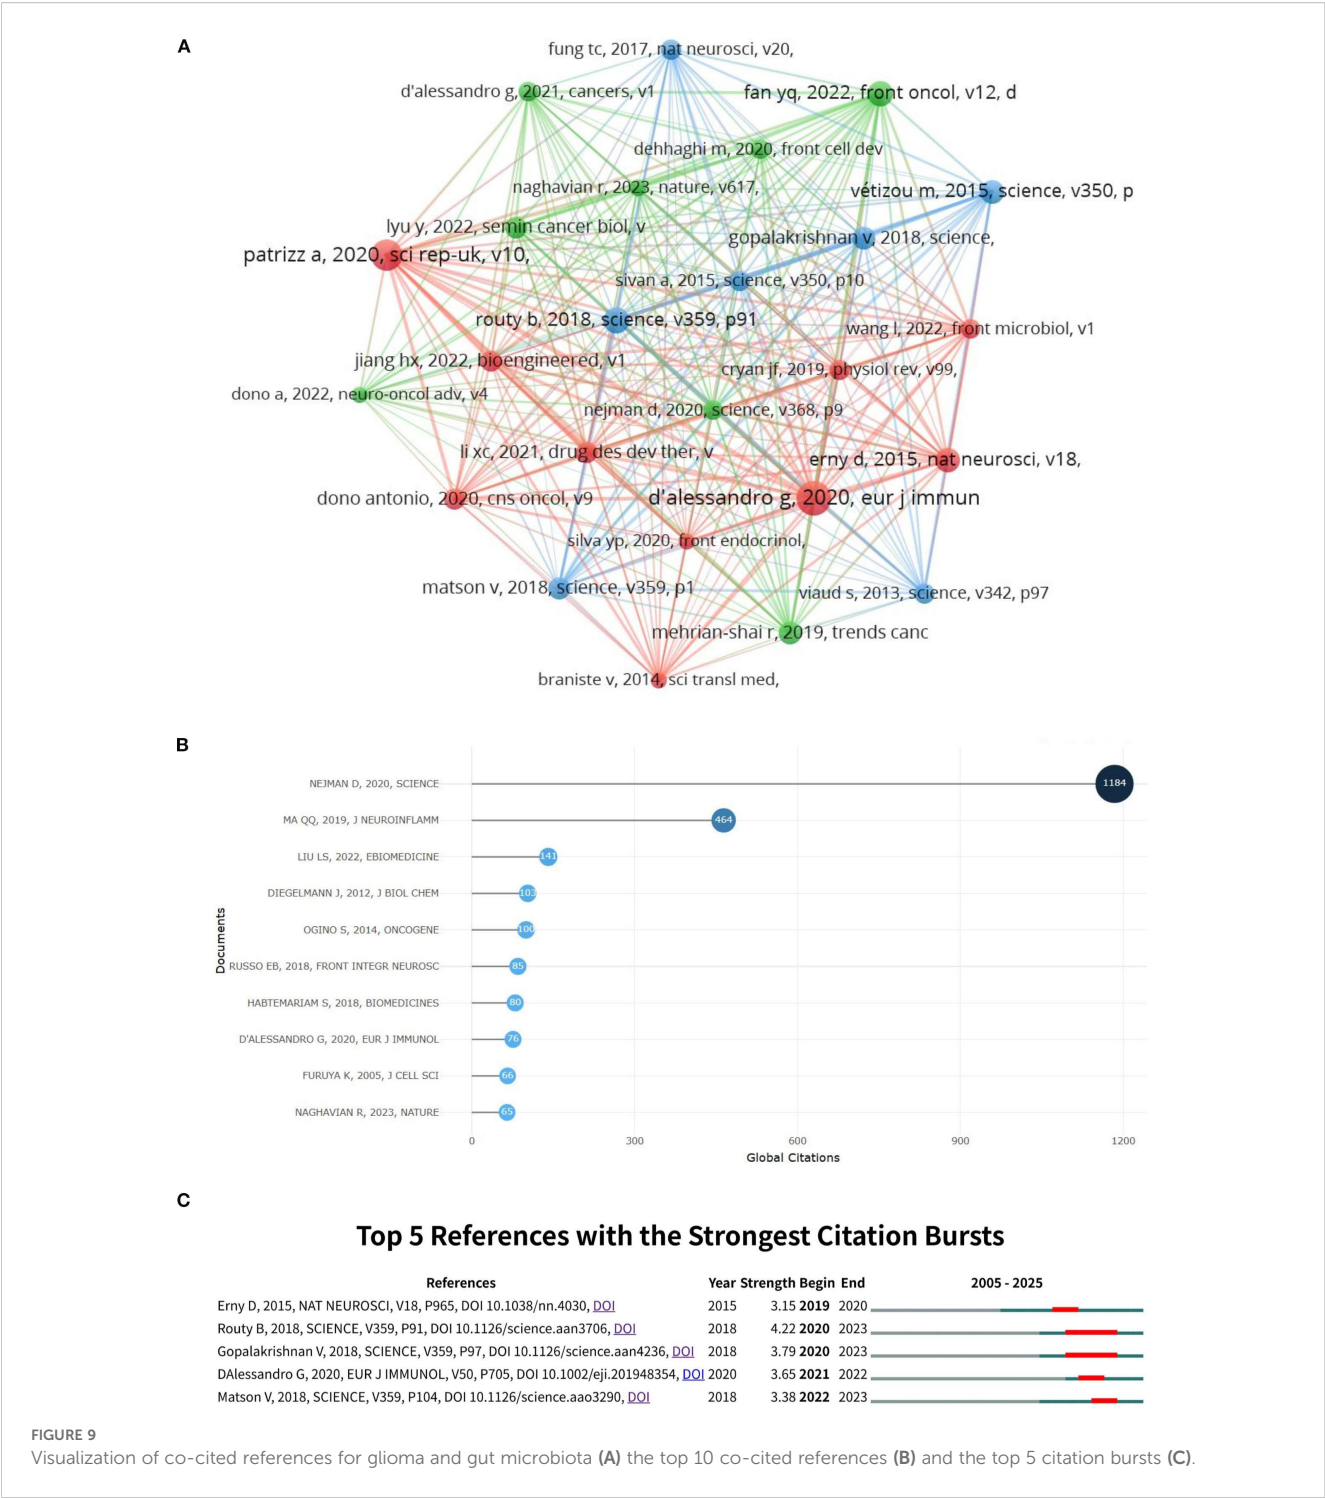 A
fung tc, 2017, nat neurosci, v20,
d'alessandro g, 2021, cancers, v1
fan yq, 2022, front oncol, v12, d
dehhaghi m, 2020, front cell dev
naghavian r, 2023, nature, v617,
vétizou m, 2015, science, v350, p
lyu y, 2022, semin cancer biol, v
gopalakrishnan v, 2018, science,
patrizz a, 2020, sci rep-uk, v10,
sivan a, 2015, science, v350, p10
routy b, 2018, science, v359, p91
wang l, 2022, front microbiol, v1
jiang hx, 2022, bioengineered, v1
cryan jf, 2019, physiol rev, v99,
dono a, 2022, neuro-oncol adv, v4
nejman d, 2020, science, v368, p9
li xc, 2021, drug des dev ther, v
erny d, 2015, nat neurosci, v18,
dono antonio, 2020, cns oncol, v9
d'alessandro g, 2020, eur j immun
silva yp, 2020, front endocrinol,
matson v, 2018, science, v359, p1
viaud s, 2013, science, v342, p97
mehrian-shai r, 2019, trends canc
braniste v, 2014, sci transl med,
B
NEJMAN D, 2020, SCIENCE 1184
MA QQ, 2019, J NEUROINFLAMM 464
LIU LS, 2022, EBIOMEDICINE 141
DIEGELMANN J, 2012, J BIOL CHEM 103
OGINO S, 2014, ONCOGENE 100
RUSSO EB, 2018, FRONT INTEGR NEUROSC 85
HABTEMARIAM S, 2018, BIOMEDICINES 80
D'ALESSANDRO G, 2020, EUR J IMMUNOL 76
FURUYA K, 2005, J CELL SCI 66
NAGHAVIAN R, 2023, NATURE 65
Documents
0 300 600 900 1200
Global Citations
C
Top 5 References with the Strongest Citation Bursts
References Year Strength Begin End 2005 - 2025
Erny D, 2015, NAT NEUROSCI, V18, P965, DOI 10.1038/nn.4030, DOI 2015 3.15 2019 2020
Routy B, 2018, SCIENCE, V359, P91, DOI 10.1126/science.aan3706, DOI 2018 4.22 2020 2023
Gopalakrishnan V, 2018, SCIENCE, V359, P97, DOI 10.1126/science.aan4236, DOI 2018 3.79 2020 2023
DAlessandro G, 2020, EUR J IMMUNOL, V50, P705, DOI 10.1002/eji.201948354, DOI 2020 3.65 2021 2022
Matson V, 2018, SCIENCE, V359, P104, DOI 10.1126/science.aao3290, DOI 2018 3.38 2022 2023
FIGURE 9
Visualization of co-cited references for glioma and gut microbiota (A) the top 10 co-cited references (B) and the top 5 citation bursts (C).